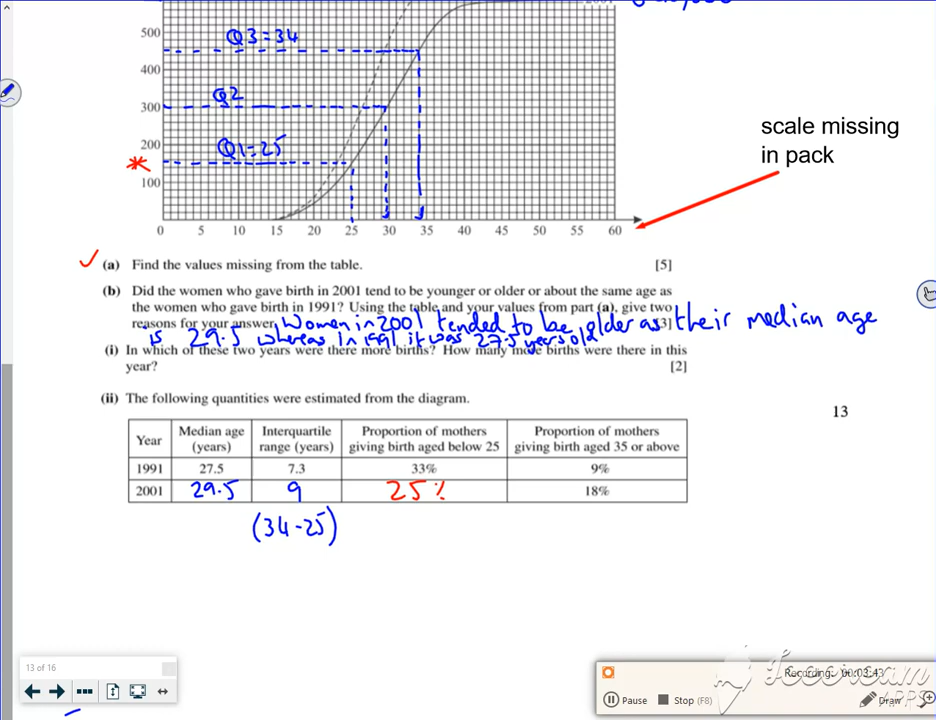 500
Q3=34
400
Q2
300
200
Q1=25
100
scale missing
in pack
0 5 10 15 20 25 30 35 40 45 50 55 60
(a) Find the values missing from the table. [5]
(b) Did the women who gave birth in 2001 tend to be younger or older or about the same age as
the women who gave birth in 1991? Using the table and your values from part (a), give two
reasons for your answer. [3]
Women in 2001 tended to be older as their median age
is 29.5 whereas in 1991 it was 27.5 years old
(i) In which of these two years were there more births? How many more births were there in this
year? [2]
(ii) The following quantities were estimated from the diagram.
13
Year Median age (years) Interquartile range (years) Proportion of mothers giving birth aged below 25 Proportion of mothers giving birth aged 35 or above
1991 27.5 7.3 33% 9%
2001 29.5 9 25% 18%
(34-25)
13 of 16
Recording: 00:03:43
Icecream
APPS
Pause Stop (F8) Draw